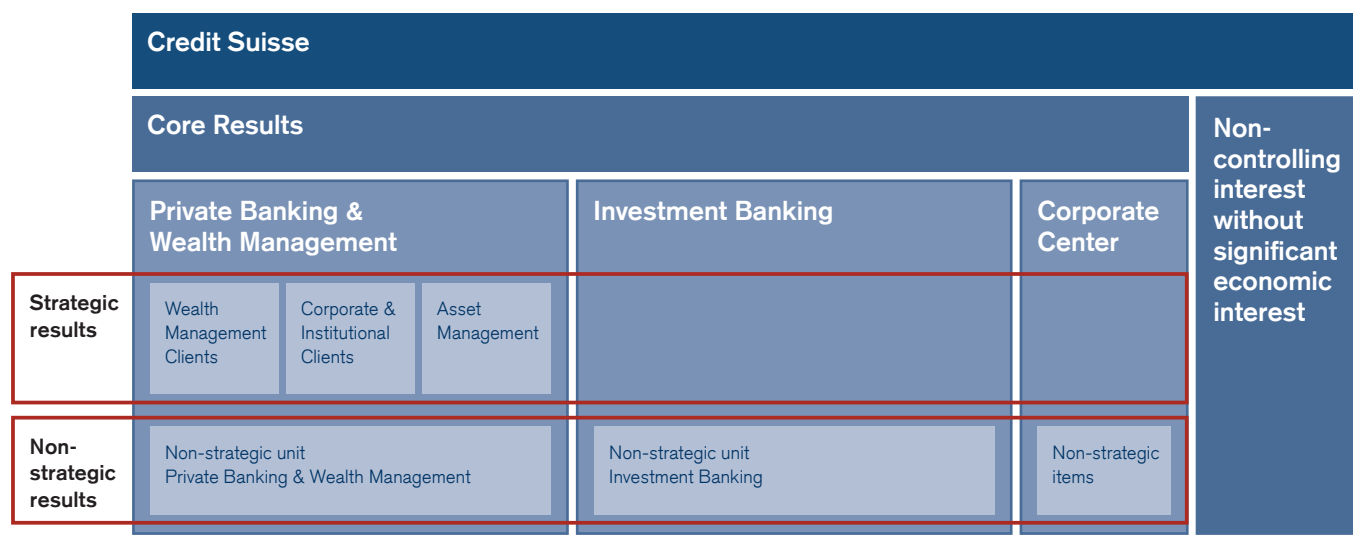 Credit Suisse
Core Results
Non-
controlling
interest
without
significant
economic
interest
Private Banking &
Wealth Management
Investment Banking
Corporate
Center
Strategic
results
Wealth
Management
Clients
Corporate &
Institutional
Clients
Asset
Management
Non-
strategic
results
Non-strategic unit
Private Banking & Wealth Management
Non-strategic unit
Investment Banking
Non-strategic
items